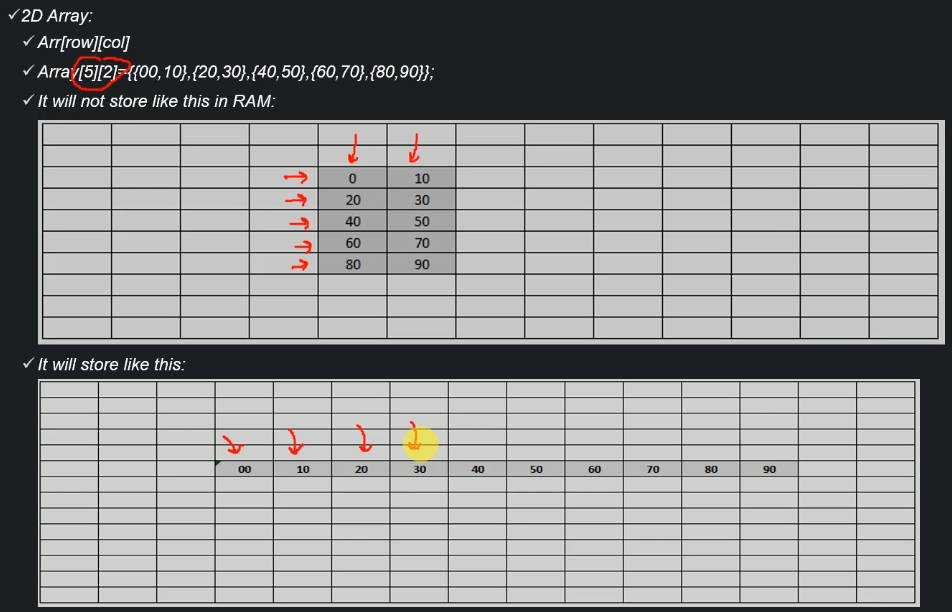 ✓2D Array:
✓Arr[row][col]
✓Array[5][2]={{00,10},{20,30},{40,50},{60,70},{80,90}};
✓It will not store like this in RAM:
0 10
20 30
40 50
60 70
80 90
✓It will store like this:
00 10 20 30 40 50 60 70 80 90